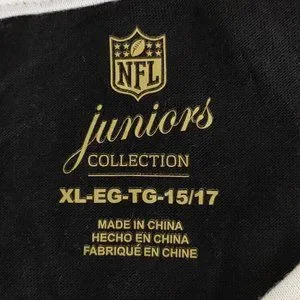 NFL
juniors
COLLECTION
XL-EG-TG-15/17
MADE IN CHINA
HECHO EN CHINA
FABRIQUÉ EN CHINE